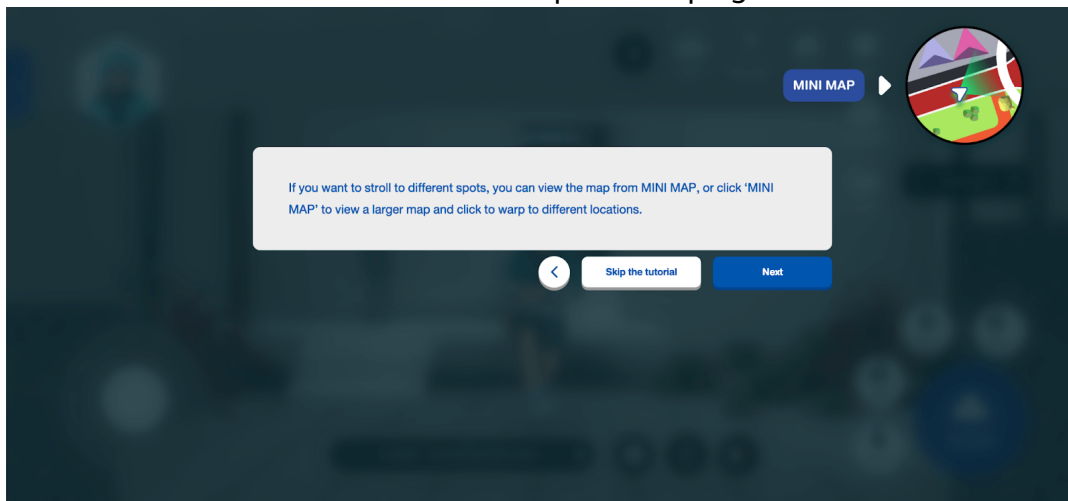 MINI MAP
If you want to stroll to different spots, you can view the map from MINI MAP, or click ‘MINI
MAP’ to view a larger map and click to warp to different locations.
Skip the tutorial
Next